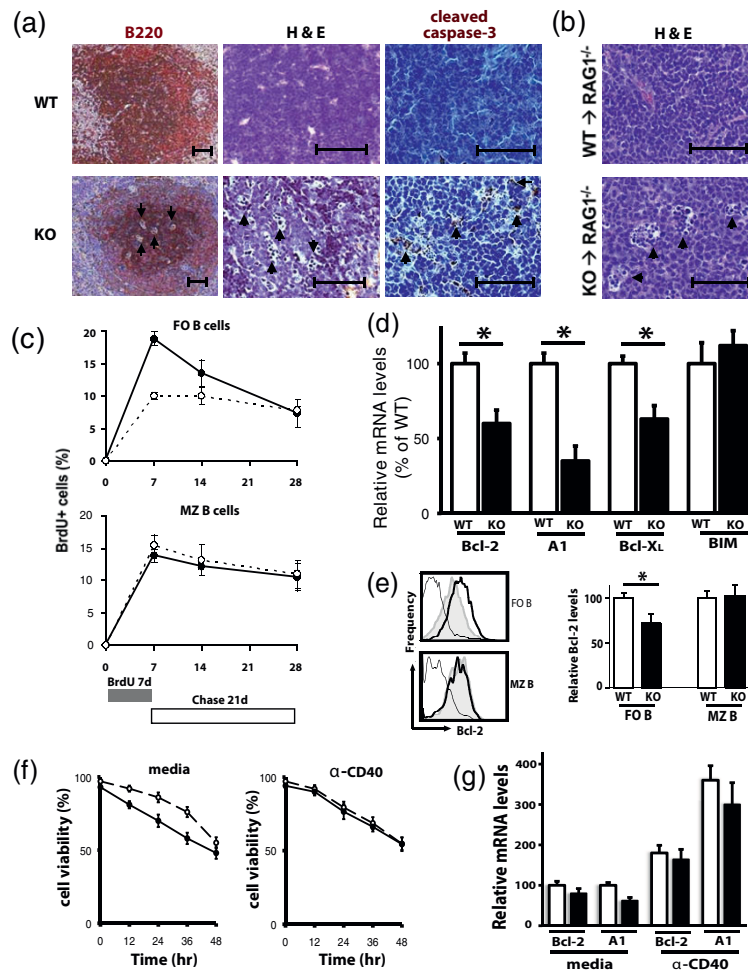 (a)
B220
H & E
cleaved
caspase-3
WT
KO
(b)
H & E
WT → RAG1-/-
KO → RAG1-/-
(c)
FO B cells
20
15
10
5
0
0 7 14 21 28
BrdU+ cells (%)
MZ B cells
20
15
10
5
0
0 7 14 21 28
BrdU 7d
Chase 21d
(d)
Relative mRNA levels
(% of WT)
100
50
0
* * *
WT KO WT KO WT KO WT KO
Bcl-2 A1 Bcl-XL BIM
(e)
Frequency
FO B
MZ B
Bcl-2
Relative Bcl-2 levels
100
50
0
*
WT KO WT KO
FO B MZ B
(f)
media
cell viability (%)
100
50
0
0 12 24 36 48
Time (hr)
α-CD40
cell viability (%)
100
50
0
0 12 24 36 48
Time (hr)
(g)
Relative mRNA levels
400
300
200
100
0
Bcl-2 A1 Bcl-2 A1
media α-CD40